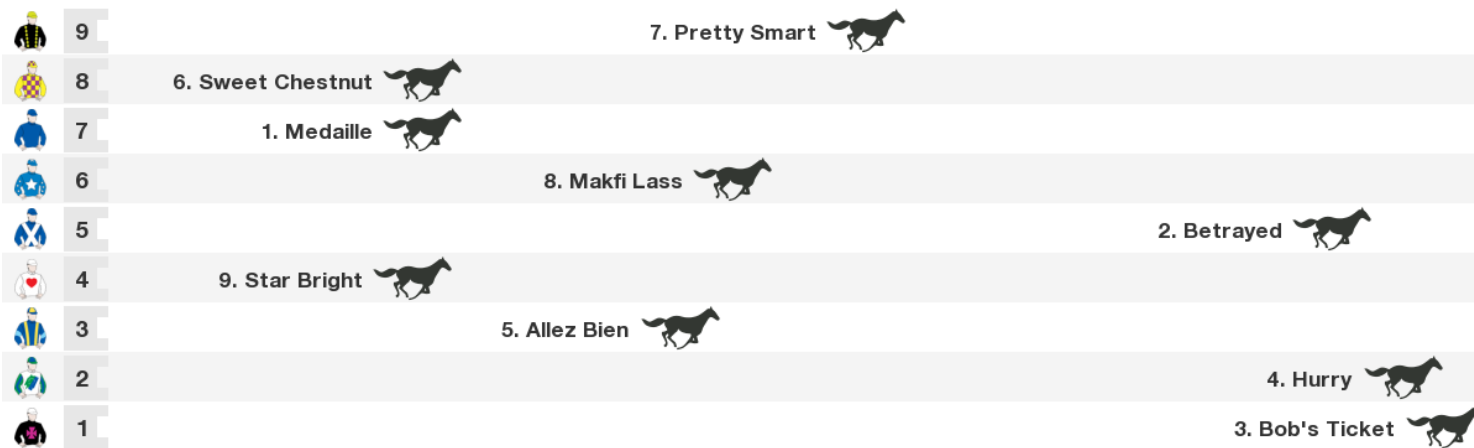 9 7. Pretty Smart
8 6. Sweet Chestnut
7 1. Medaille
6 8. Makfi Lass
5 2. Betrayed
4 9. Star Bright
3 5. Allez Bien
2 4. Hurry
1 3. Bob's Ticket